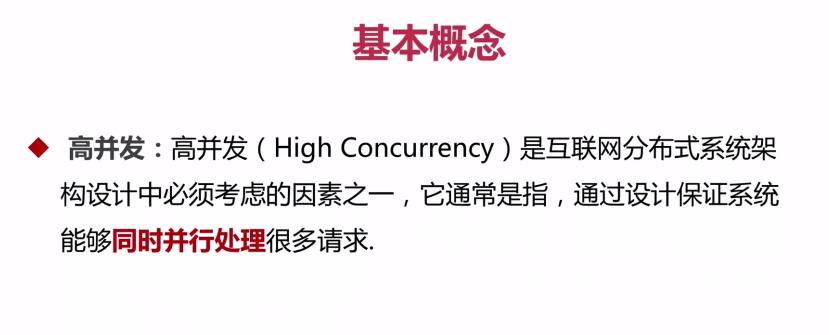 基本概念
◆ 高并发：高并发（High Concurrency）是互联网分布式系统架
构设计中必须考虑的因素之一，它通常是指，通过设计保证系统
能够同时并行处理很多请求.